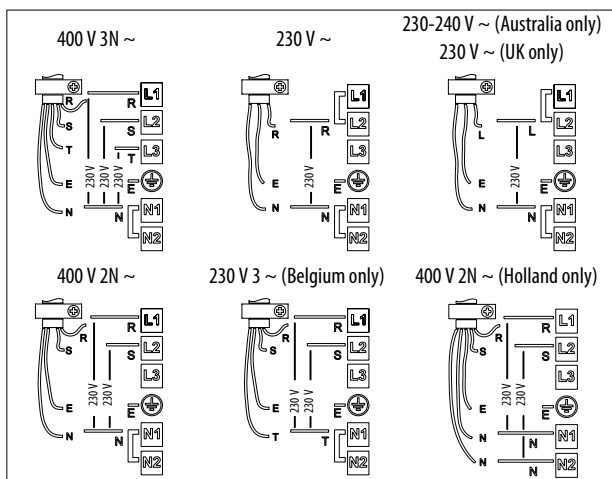 400 V 3N ~
R
S
T
E
N
230 V
230 V
230 V
R
S
T
E
N
L1
L2
L3
N1
N2
230 V ~
R
E
N
230 V
R
E
N
L1
L2
L3
N1
N2
230-240 V ~ (Australia only)
230 V ~ (UK only)
L
E
N
230 V
L
E
N
L1
L2
L3
N1
N2
400 V 2N ~
R
S
E
N
230 V
230 V
R
S
E
N
L1
L2
L3
N1
N2
230 V 3 ~ (Belgium only)
R
S
E
T
230 V
230 V
R
S
E
T
L1
L2
L3
N1
N2
400 V 2N ~ (Holland only)
R
S
E
N
N
230 V
230 V
R
S
E
N
N
L1
L2
L3
N1
N2